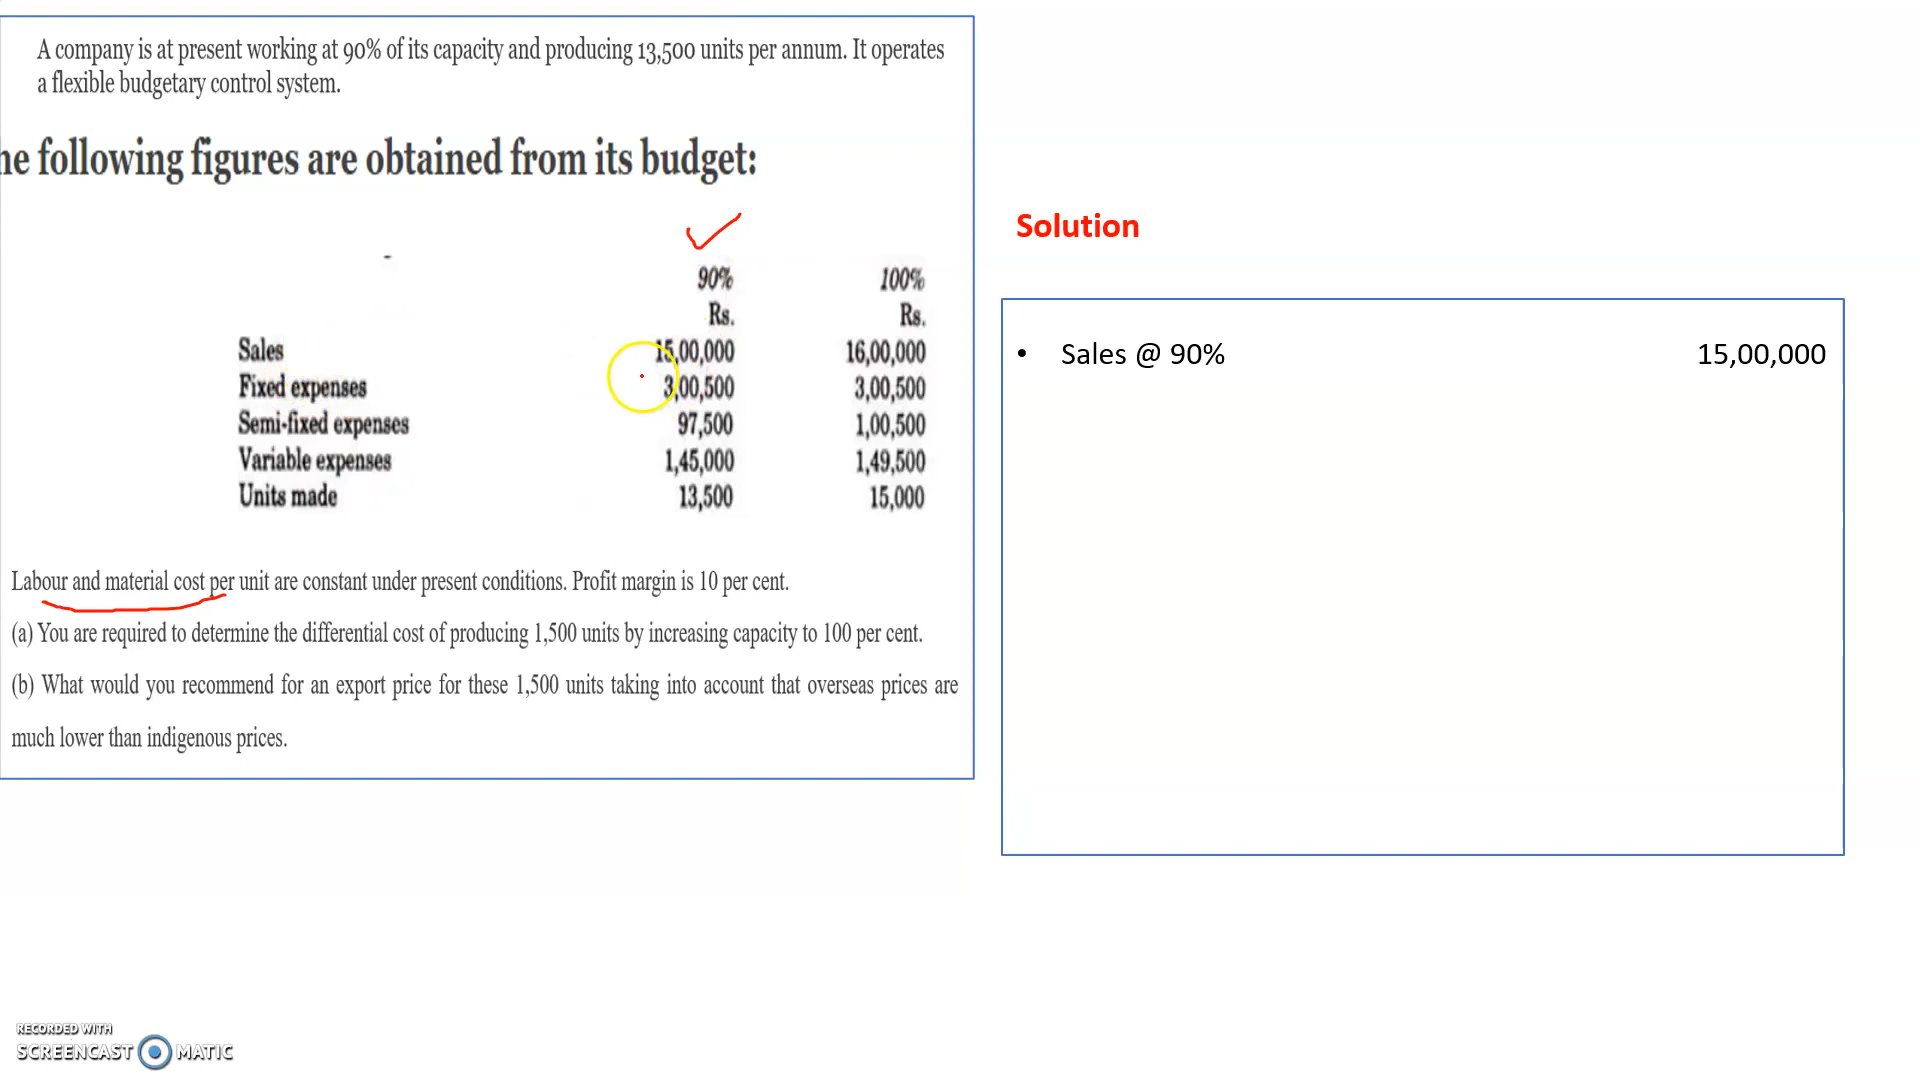 A company is at present working at 90% of its capacity and producing 13,500 units per annum. It operates
a flexible budgetary control system.
he following figures are obtained from its budget:
90% 100%
Rs. Rs.
Sales 15,00,000 16,00,000
Fixed expenses 3,00,500 3,00,500
Semi-fixed expenses 97,500 1,00,500
Variable expenses 1,45,000 1,49,500
Units made 13,500 15,000
Labour and material cost per unit are constant under present conditions. Profit margin is 10 per cent.
(a) You are required to determine the differential cost of producing 1,500 units by increasing capacity to 100 per cent.
(b) What would you recommend for an export price for these 1,500 units taking into account that overseas prices are
much lower than indigenous prices.
Solution
• Sales @ 90% 15,00,000
RECORDED WITH
SCREENCAST MATIC